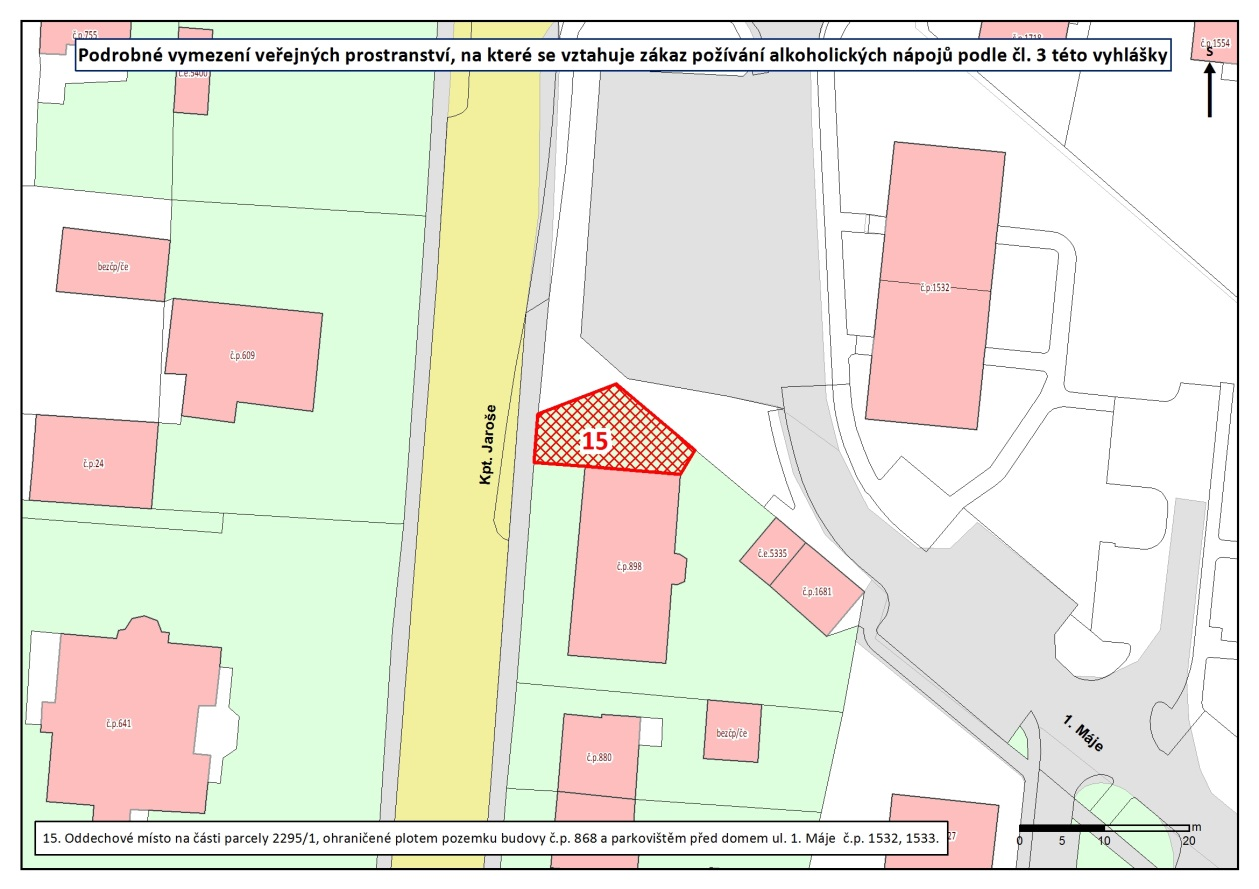 č.p.755
Podrobné vymezení veřejných prostranství, na které se vztahuje zákaz požívání alkoholických nápojů podle čl. 3 této vyhlášky
č.p.1554
S
č.e.5400
bezčp/če
č.p.1532
č.p.609
Kpt. Jaroše
15
č.p.24
č.e.5335
č.p.898
č.p.1681
č.p.641
1. Máje
bezčp/če
č.p.880
15. Oddechové místo na části parcely 2295/1, ohraničené plotem pozemku budovy č.p. 868 a parkovištěm před domem ul. 1. Máje č.p. 1532, 1533.
m
0 5 10 20